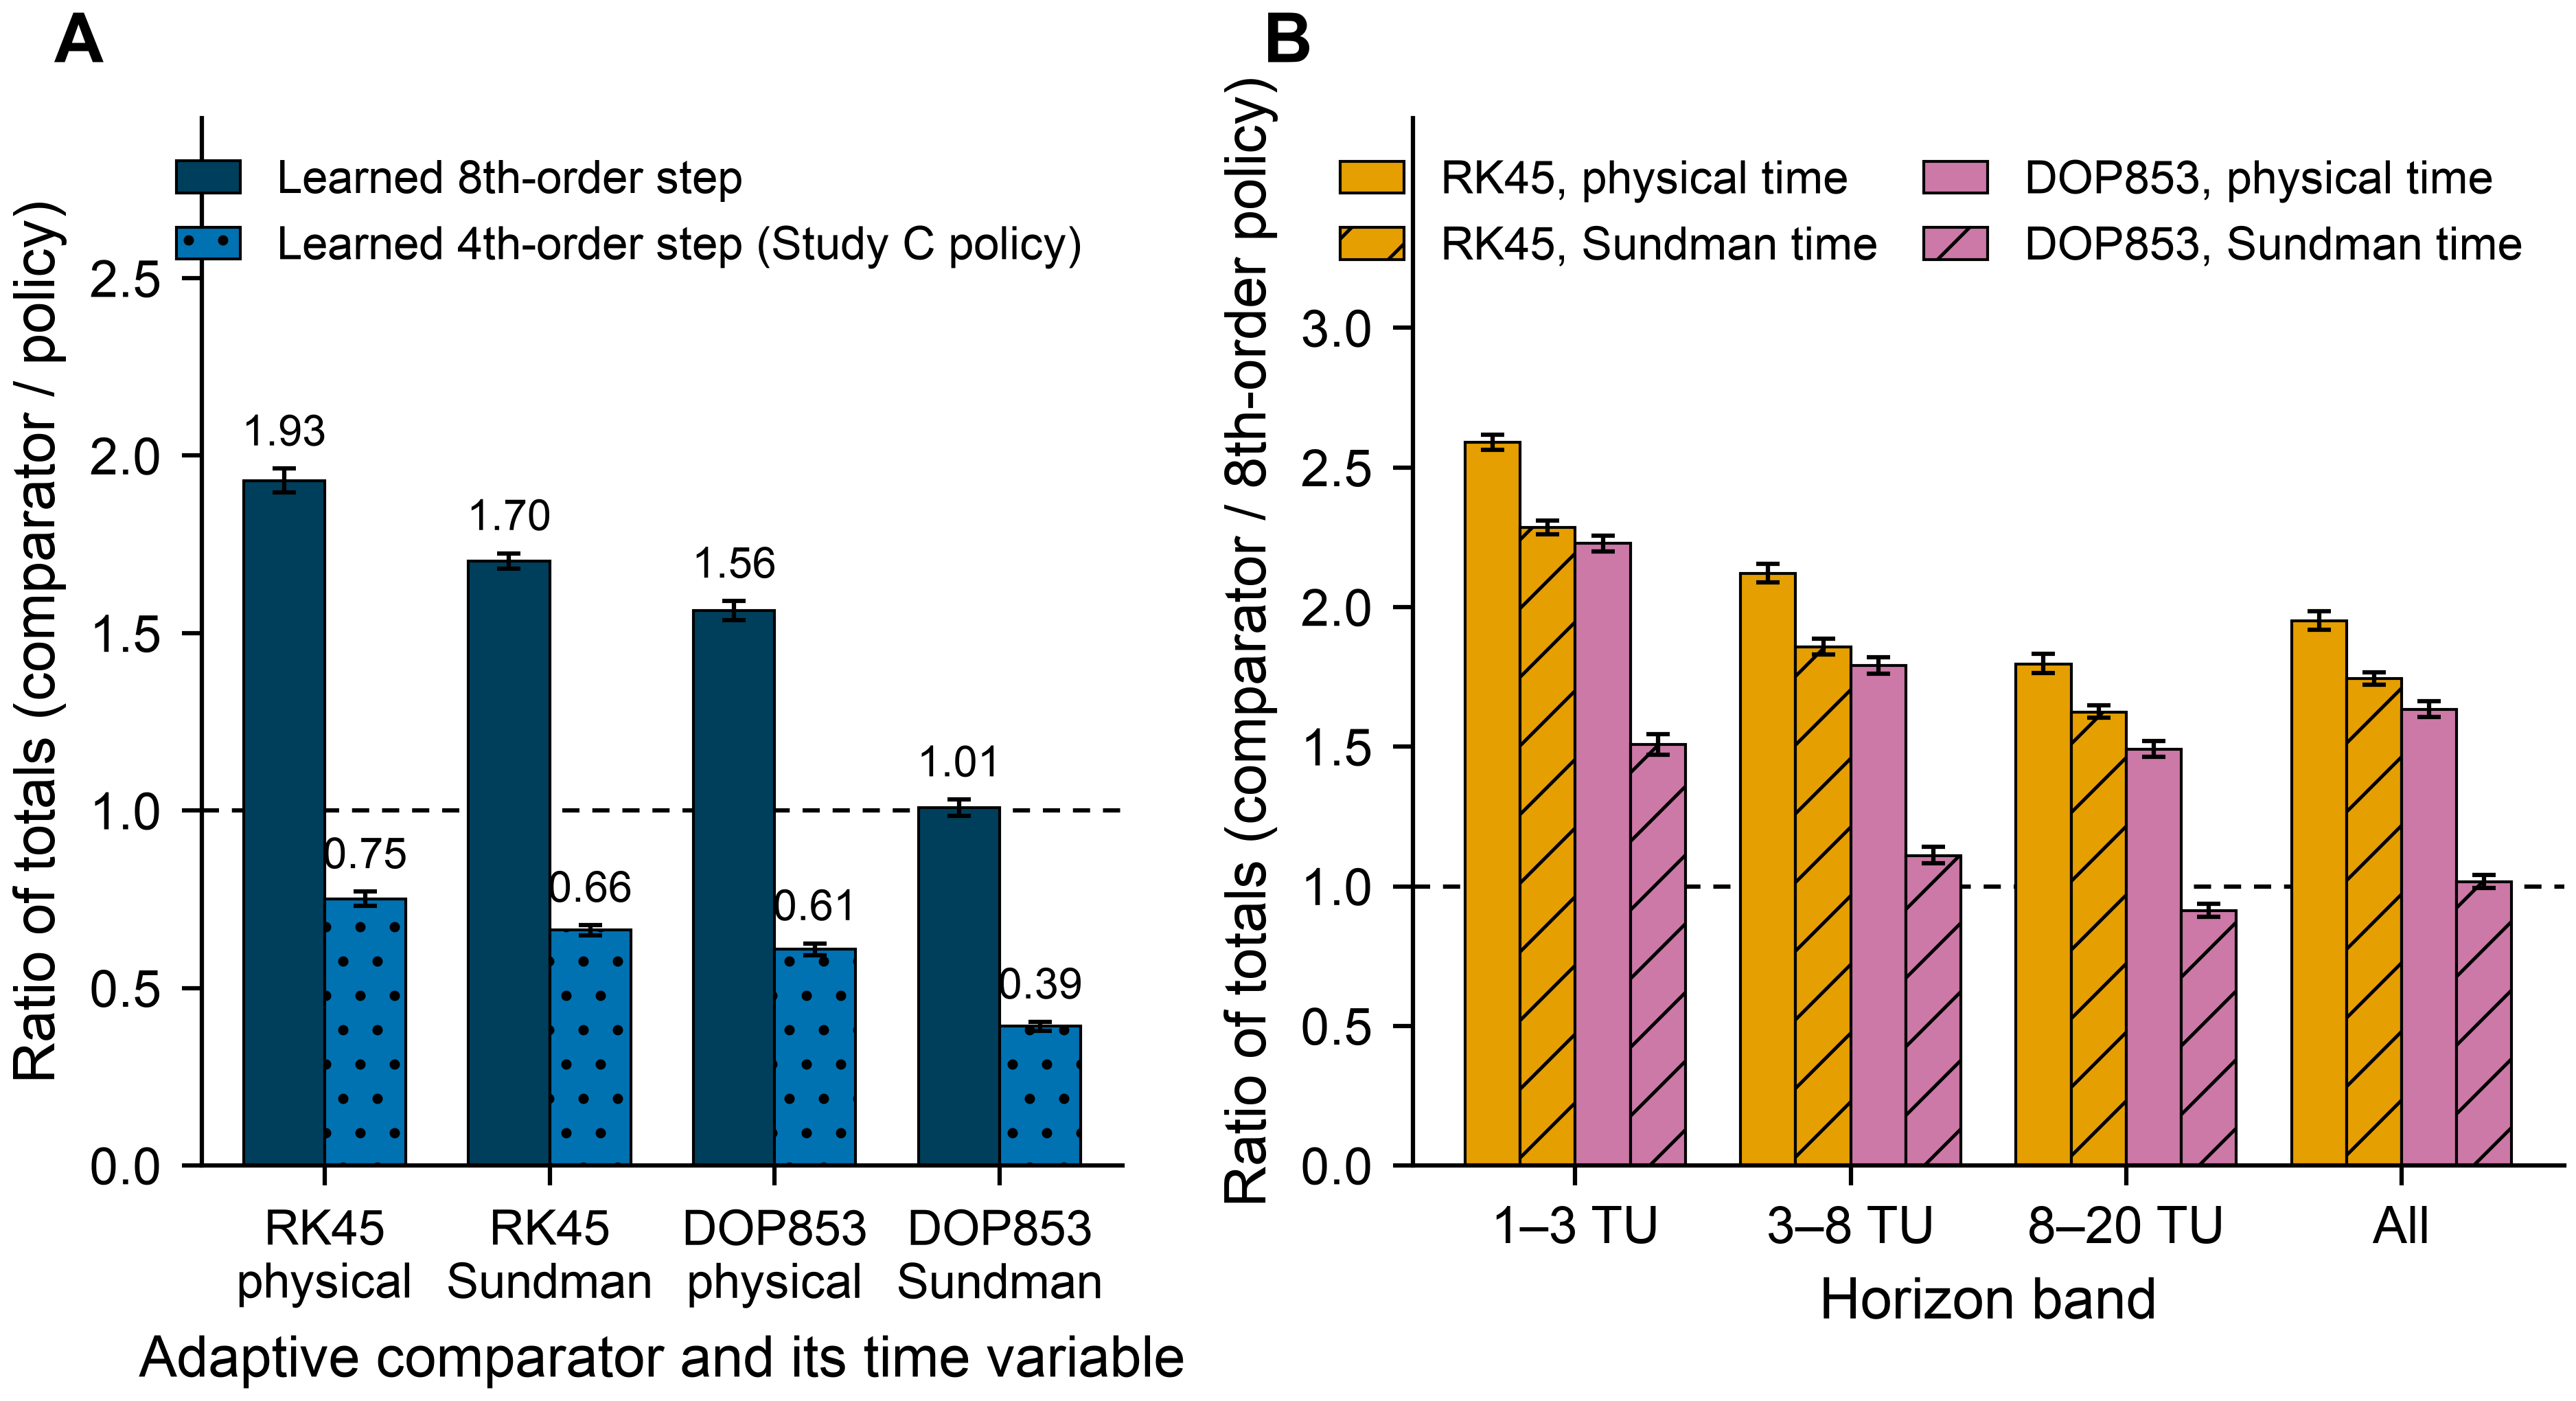 A
Ratio of totals (comparator / policy)
Learned 8th-order step
Learned 4th-order step (Study C policy)
2.5
2.0
1.5
1.0
0.5
0.0
1.93
0.75
1.70
0.66
1.56
0.61
1.01
0.39
RK45
physical
RK45
Sundman
DOP853
physical
DOP853
Sundman
Adaptive comparator and its time variable
B
Ratio of totals (comparator / 8th-order policy)
RK45, physical time
RK45, Sundman time
DOP853, physical time
DOP853, Sundman time
3.0
2.5
2.0
1.5
1.0
0.5
0.0
1–3 TU
3–8 TU
8–20 TU
All
Horizon band